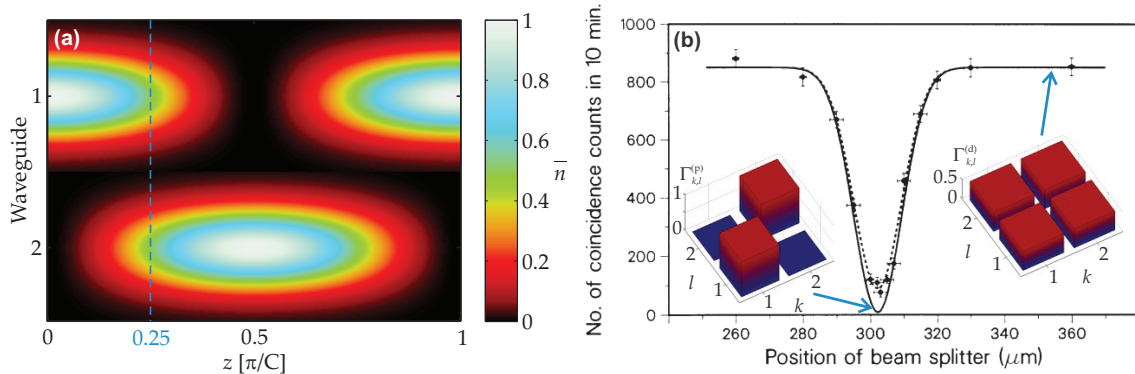 (a)
Waveguide
1
2
0
0.25
0.5
1
z [π/C]
1
0.8
0.6
0.4
0.2
0
n̅
(b)
No. of coincidence counts in 10 min.
1000
800
600
400
200
0
260
280
300
320
340
360
Position of beam splitter (μm)
Γ(p)k,l
1
0
2
1
l
1
2
k
Γ(d)k,l
0.5
0
2
1
l
1
2
k